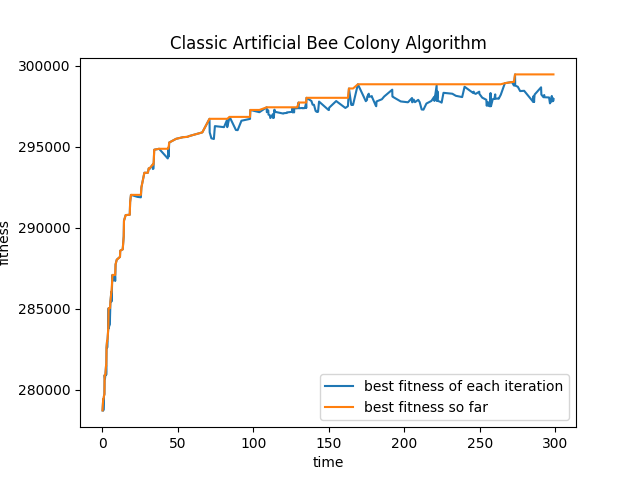 Classic Artificial Bee Colony Algorithm
300000
295000
290000
285000
280000
fitness
0 50 100 150 200 250 300
time
best fitness of each iteration
best fitness so far